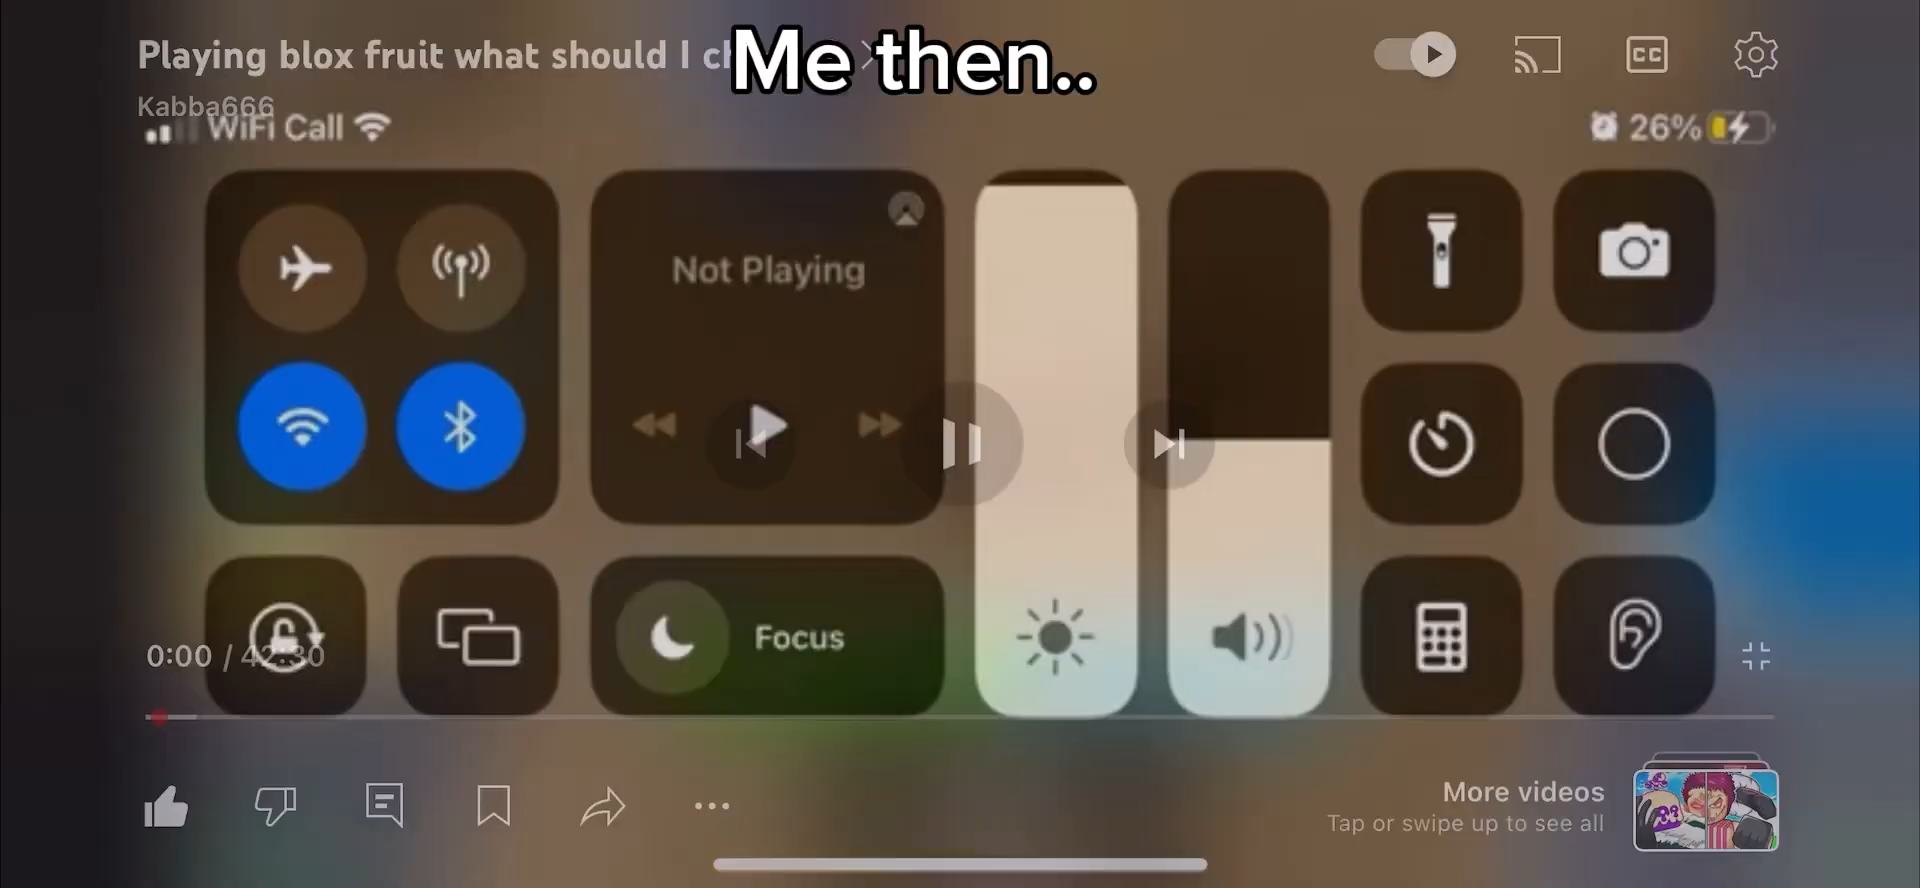 Playing blox fruit what should I
Me then..
Kabba666
WiFi Call
26%
CC
Not Playing
Focus
0:00 / 42:30
More videos
Tap or swipe up to see all